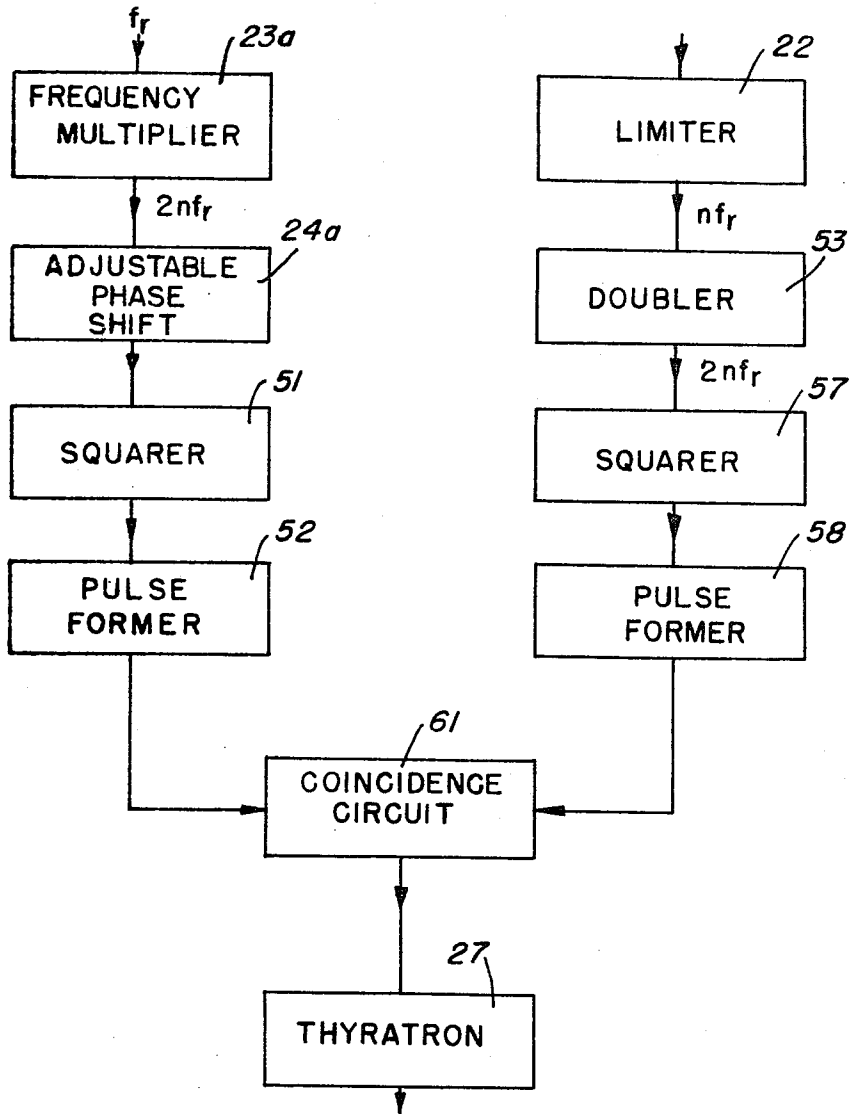 fr
23a
FREQUENCY
MULTIPLIER
2nfr
24a
ADJUSTABLE
PHASE
SHIFT
51
SQUARER
52
PULSE
FORMER
22
LIMITER
nfr
53
DOUBLER
2nfr
57
SQUARER
58
PULSE
FORMER
61
COINCIDENCE
CIRCUIT
27
THYRATRON